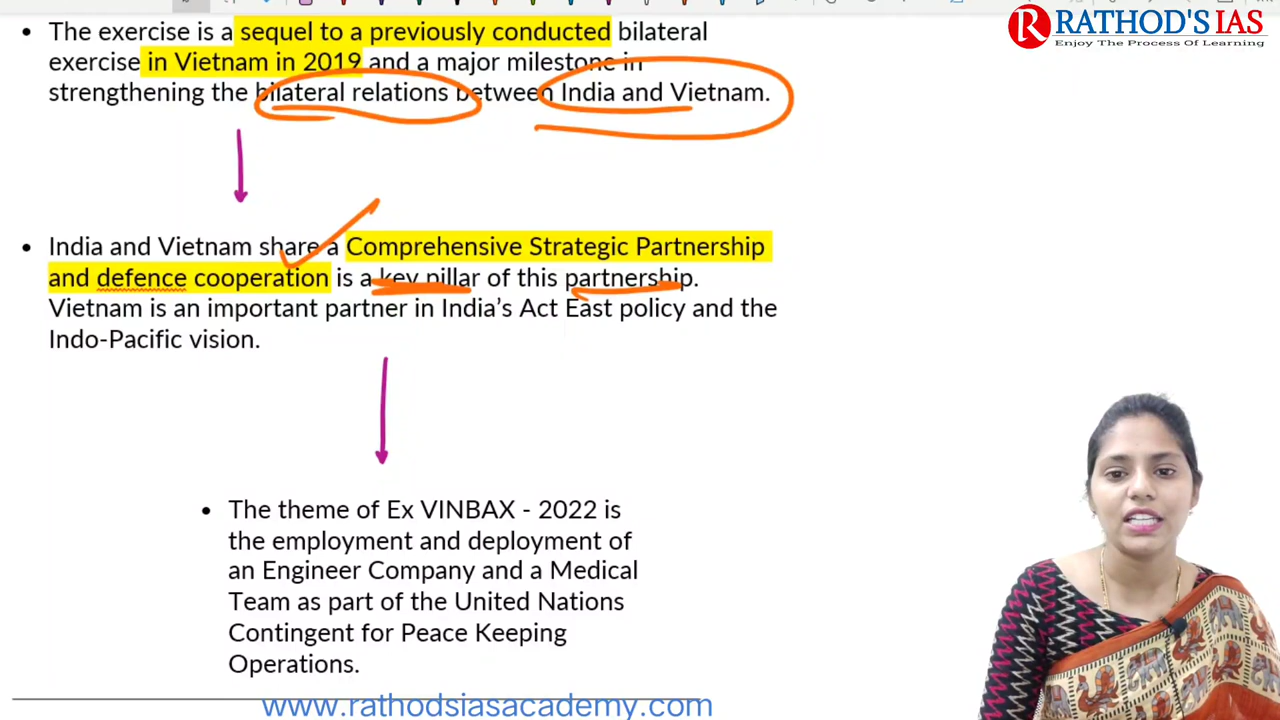 RATHOD'S IAS
Enjoy The Process Of Learning
• The exercise is a sequel to a previously conducted bilateral
exercise in Vietnam in 2019 and a major milestone in
strengthening the bilateral relations between India and Vietnam.
• India and Vietnam share a Comprehensive Strategic Partnership
and defence cooperation is a key pillar of this partnership.
Vietnam is an important partner in India's Act East policy and the
Indo-Pacific vision.
• The theme of Ex VINBAX - 2022 is
the employment and deployment of
an Engineer Company and a Medical
Team as part of the United Nations
Contingent for Peace Keeping
Operations.
www.rathodsiasacademy.com